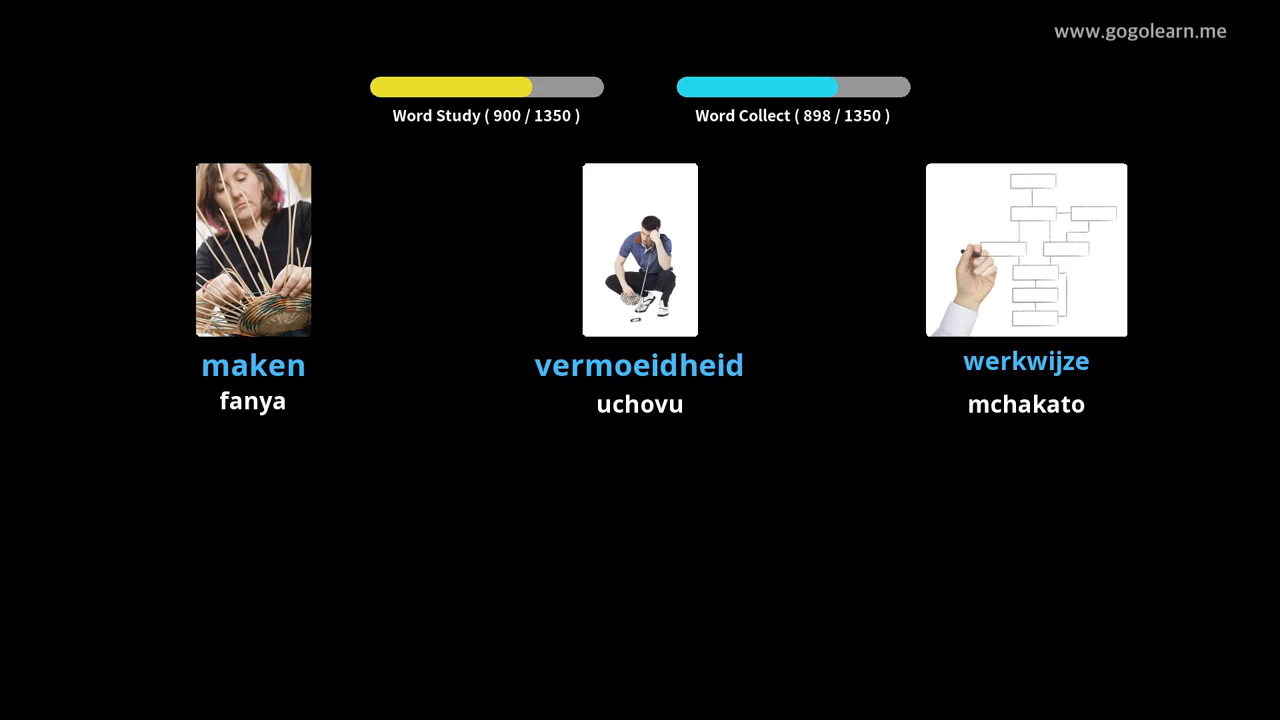 www.gogolearn.me
Word Study ( 900 / 1350 )
Word Collect ( 898 / 1350 )
maken
fanya
vermoeidheid
uchovu
werkwijze
mchakato